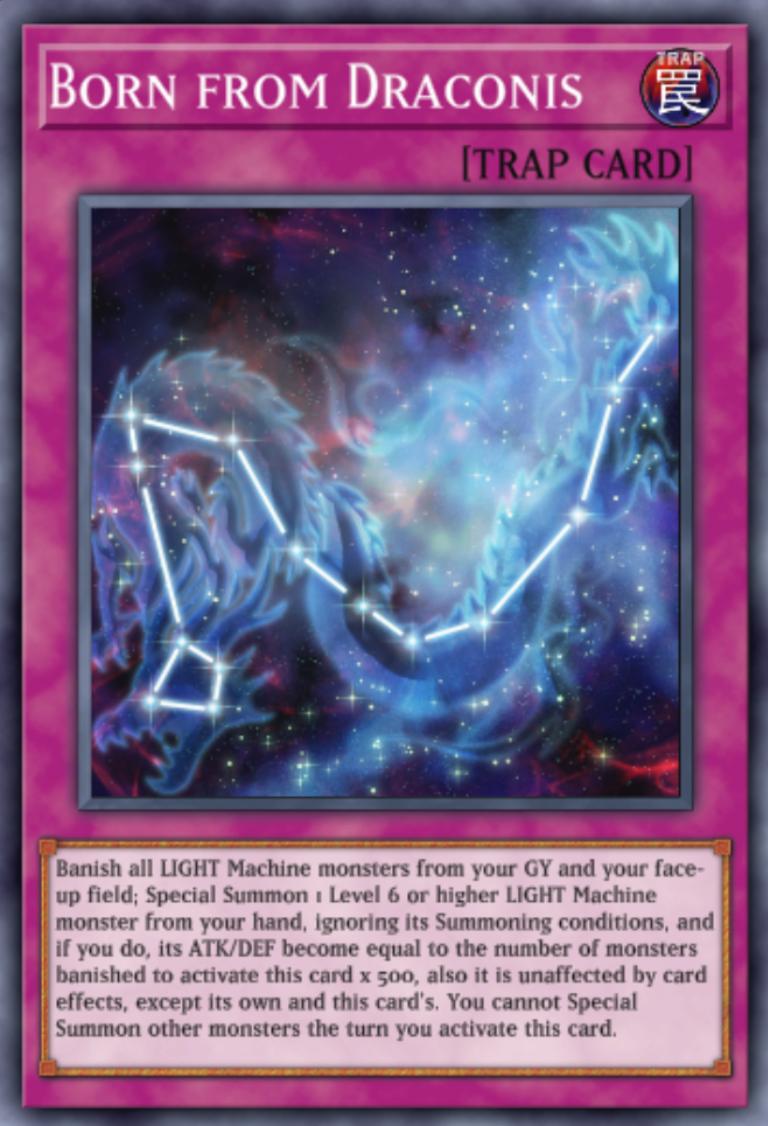 BORN FROM DRACONIS
TRAP
罠
[TRAP CARD]
Banish all LIGHT Machine monsters from your GY and your face-
up field; Special Summon 1 Level 6 or higher LIGHT Machine
monster from your hand, ignoring its Summoning conditions, and
if you do, its ATK/DEF become equal to the number of monsters
banished to activate this card x 500, also it is unaffected by card
effects, except its own and this card's. You cannot Special
Summon other monsters the turn you activate this card.